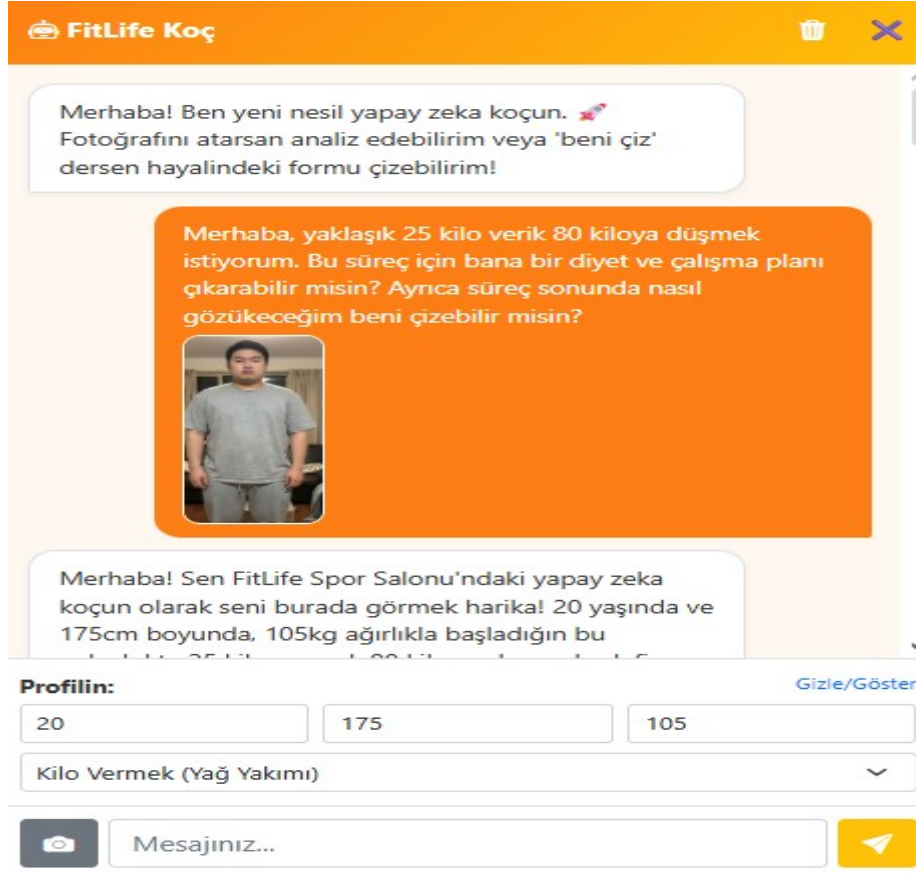 FitLife Koç
Merhaba! Ben yeni nesil yapay zeka koçun. 🚀
Fotoğrafını atarsan analiz edebilirim veya 'beni çiz'
dersen hayalindeki formu çizebilirim!
Merhaba, yaklaşık 25 kilo verik 80 kiloya düşmek
istiyorum. Bu süreç için bana bir diyet ve çalışma planı
çıkarabilir misin? Ayrıca süreç sonunda nasıl
gözükeceğim beni çizebilir misin?
Merhaba! Sen FitLife Spor Salonu'ndaki yapay zeka
koçun olarak seni burada görmek harika! 20 yaşında ve
175cm boyunda, 105kg ağırlıkla başladığın bu
Profilin:
Gizle/Göster
20
175
105
Kilo Vermek (Yağ Yakımı)
Mesajınız...